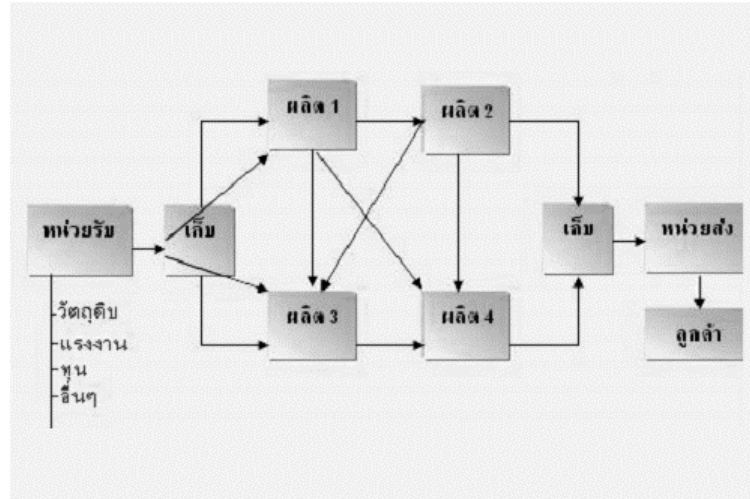 ผลิต 1
ผลิต 2
หน่วยรับ
เก็บ
เก็บ
หน่วยส่ง
วัตถุดิบ
แรงงาน
ทุน
อื่นๆ
ผลิต 3
ผลิต 4
ลูกค้า